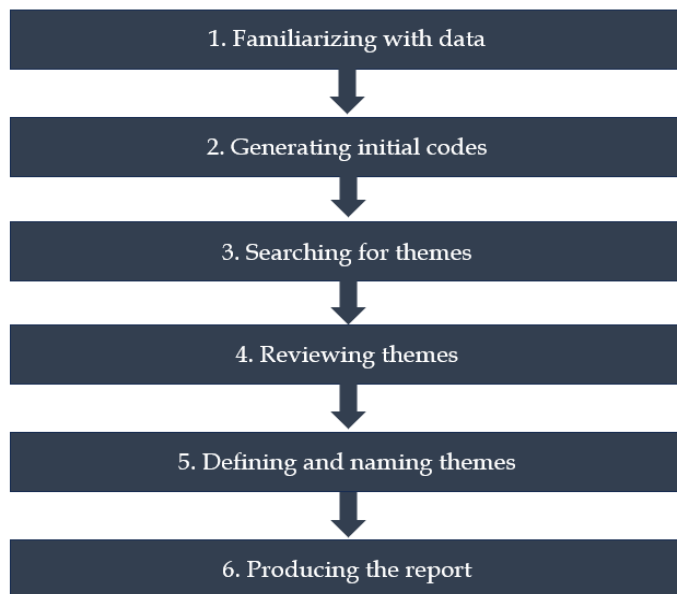 1. Familiarizing with data
2. Generating initial codes
3. Searching for themes
4. Reviewing themes
5. Defining and naming themes
6. Producing the report